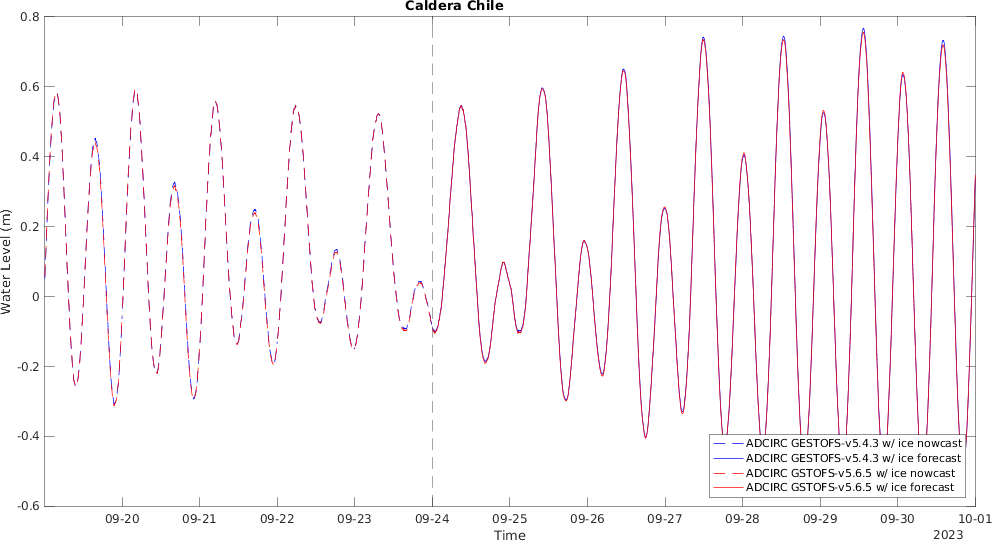 Caldera Chile
0.8
0.6
0.4
0.2
0
-0.2
-0.4
-0.6
Water Level (m)
ADCIRC GESTOFS-v5.4.3 w/ ice nowcast
ADCIRC GESTOFS-v5.4.3 w/ ice forecast
ADCIRC GSTOFS-v5.6.5 w/ ice nowcast
ADCIRC GSTOFS-v5.6.5 w/ ice forecast
09-20 09-21 09-22 09-23 09-24 09-25 09-26 09-27 09-28 09-29 09-30 10-01
Time
2023